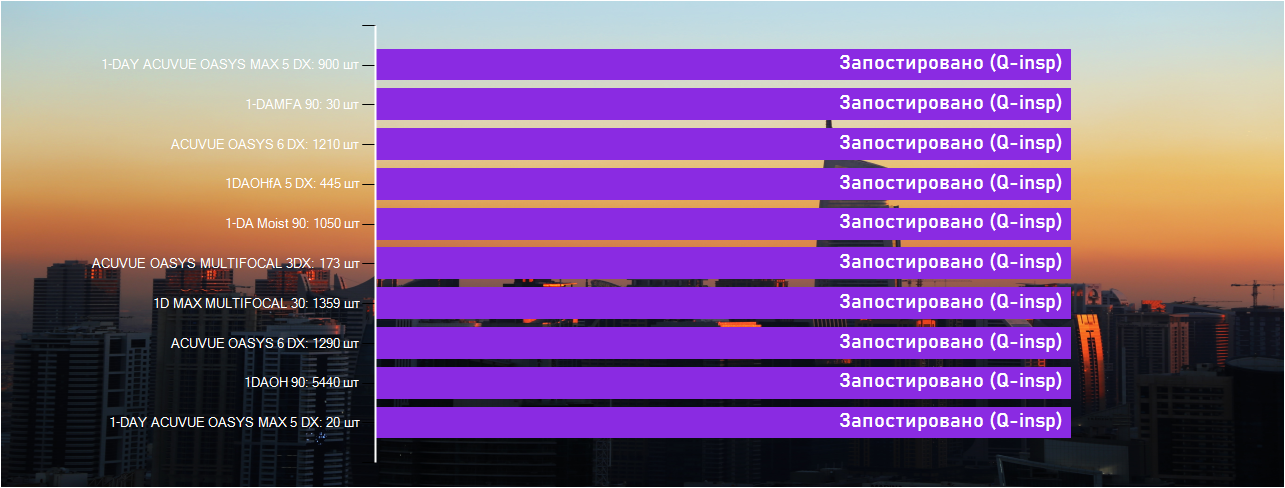 1-DAY ACUVUE OASYS MAX 5 DX: 900 шт Запостировано (Q-insp)
1-DAMFA 90: 30 шт Запостировано (Q-insp)
ACUVUE OASYS 6 DX: 1210 шт Запостировано (Q-insp)
1DAOHfA 5 DX: 445 шт Запостировано (Q-insp)
1-DA Moist 90: 1050 шт Запостировано (Q-insp)
ACUVUE OASYS MULTIFOCAL 3DX: 173 шт Запостировано (Q-insp)
1D MAX MULTIFOCAL 30: 1359 шт Запостировано (Q-insp)
ACUVUE OASYS 6 DX: 1290 шт Запостировано (Q-insp)
1DAOH 90: 5440 шт Запостировано (Q-insp)
1-DAY ACUVUE OASYS MAX 5 DX: 20 шт Запостировано (Q-insp)